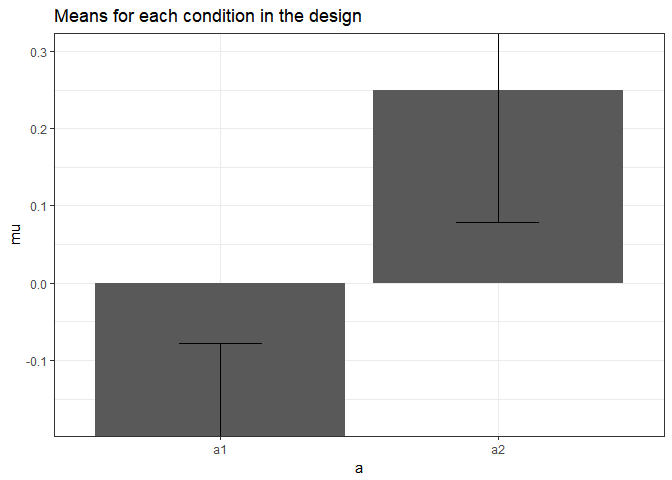 Means for each condition in the design
0.3
0.2
0.1
0.0
-0.1
mu
a1 a2
a